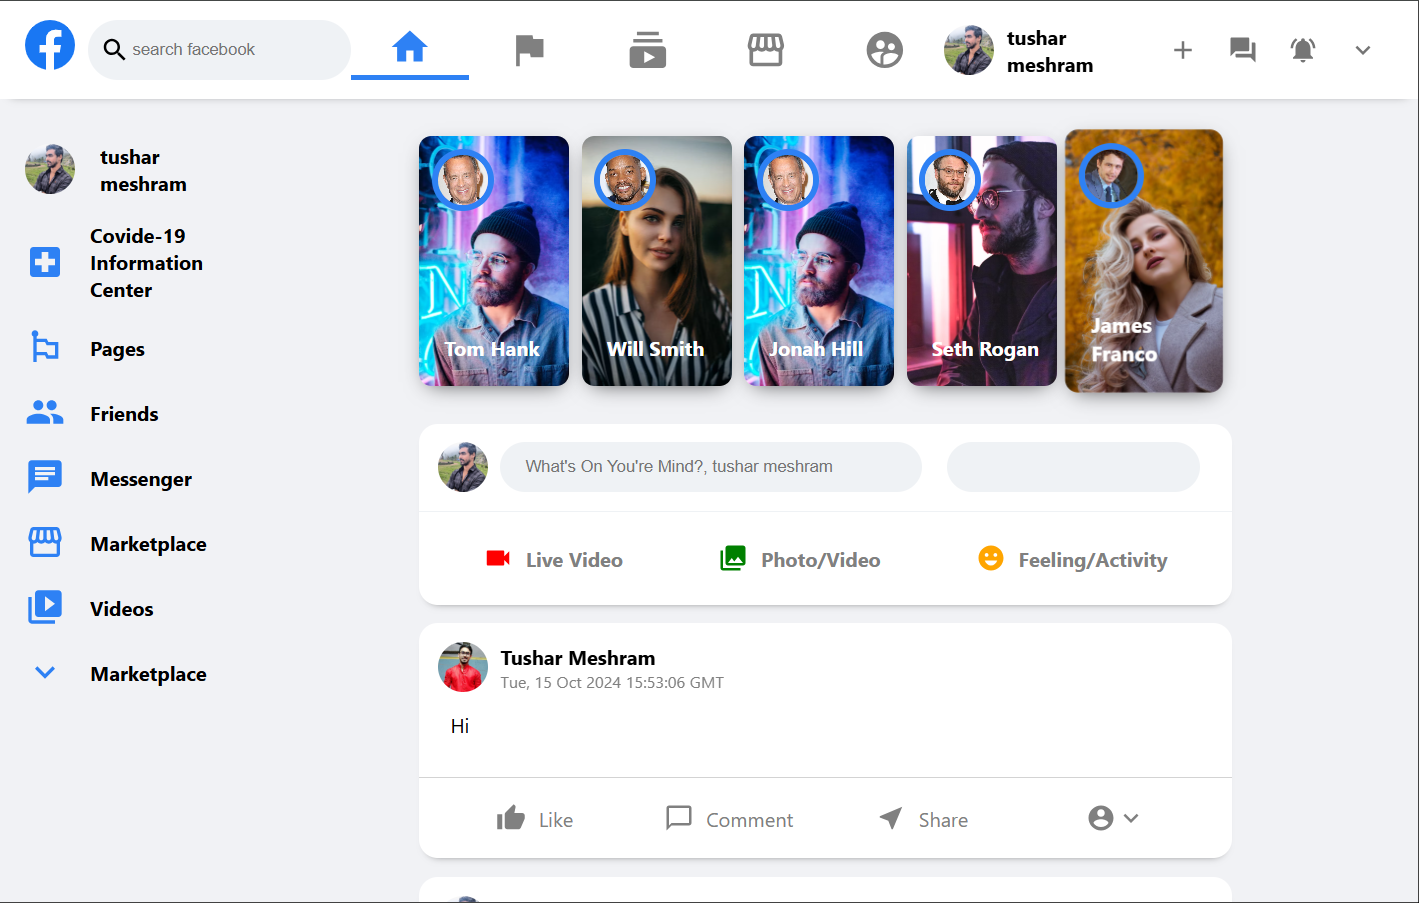 search facebook
tushar
meshram
tushar
meshram
Covide-19
Information
Center
Pages
Friends
Messenger
Marketplace
Videos
Marketplace
Tom Hank
Will Smith
Jonah Hill
Seth Rogan
James
Franco
What's On You're Mind?, tushar meshram
Live Video
Photo/Video
Feeling/Activity
Tushar Meshram
Tue, 15 Oct 2024 15:53:06 GMT
Hi
Like
Comment
Share